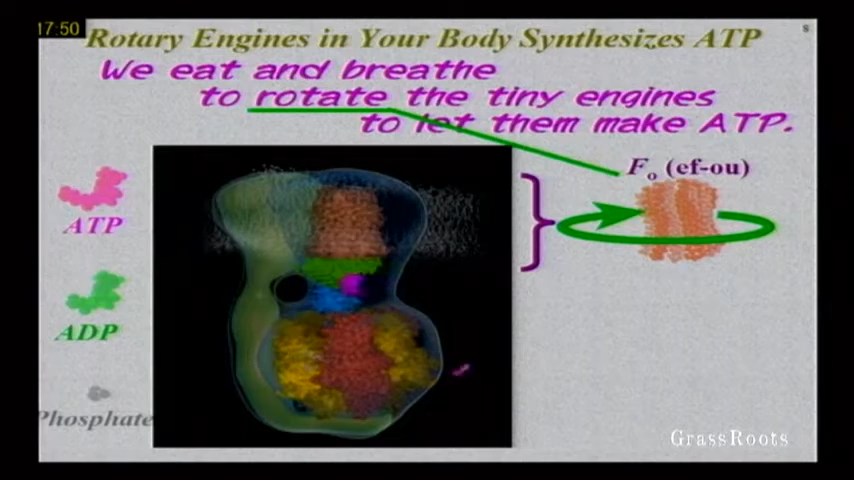 17:50
8
Rotary Engines in Your Body Synthesizes ATP
We eat and breathe
to rotate the tiny engines
to let them make ATP.
Fo (ef-ou)
ATP
ADP
Phosphate
GrassRoots